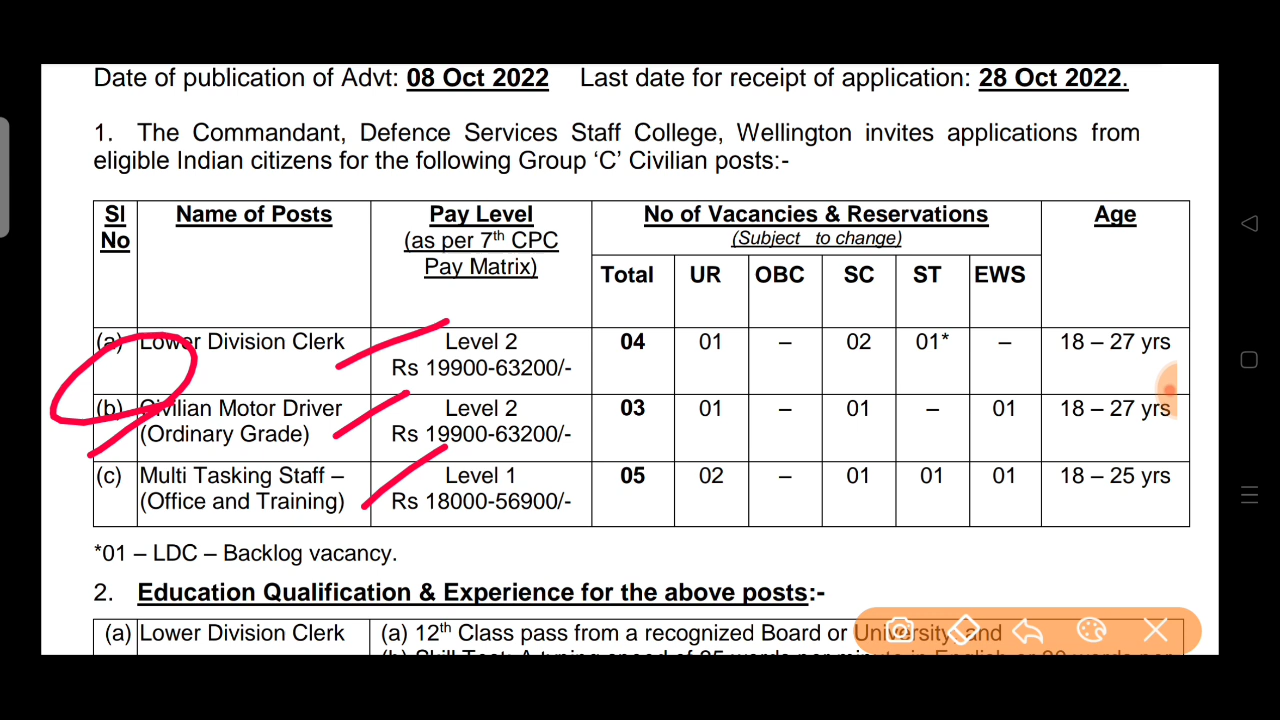 Date of publication of Advt: 08 Oct 2022 Last date for receipt of application: 28 Oct 2022.
1. The Commandant, Defence Services Staff College, Wellington invites applications from
eligible Indian citizens for the following Group ‘C’ Civilian posts:-
Sl No Name of Posts Pay Level (as per 7th CPC Pay Matrix) No of Vacancies & Reservations (Subject to change) Age
Total UR OBC SC ST EWS
(a) Lower Division Clerk Level 2 04 01 – 02 01* – 18 – 27 yrs
Rs 19900-63200/-
(b) Civilian Motor Driver Level 2 03 01 – 01 – 01 18 – 27 yrs
(Ordinary Grade) Rs 19900-63200/-
(c) Multi Tasking Staff – Level 1 05 02 – 01 01 01 18 – 25 yrs
(Office and Training) Rs 18000-56900/-
*01 – LDC – Backlog vacancy.
2. Education Qualification & Experience for the above posts:-
(a) Lower Division Clerk (a) 12th Class pass from a recognized Board or University, and